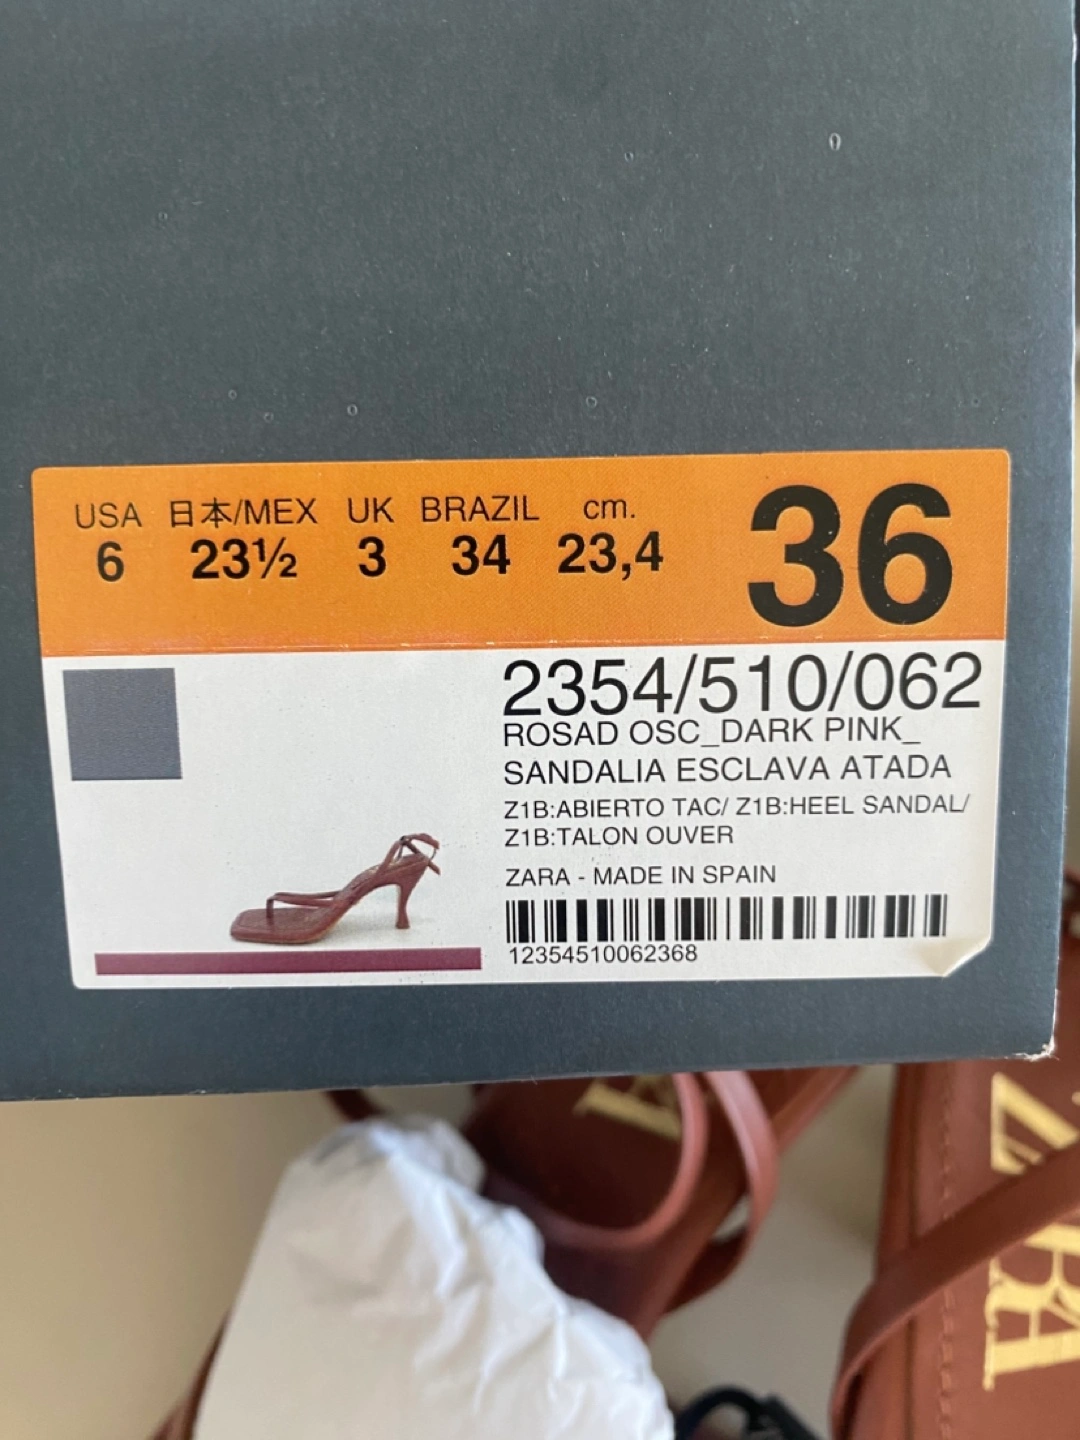 USA 日本/MEX UK BRAZIL cm.
6 23½ 3 34 23,4
36
2354/510/062
ROSAD OSC_DARK PINK_
SANDALIA ESCLAVA ATADA
Z1B:ABIERTO TAC/ Z1B:HEEL SANDAL/
Z1B:TALON OUVER
ZARA - MADE IN SPAIN
12354510062368